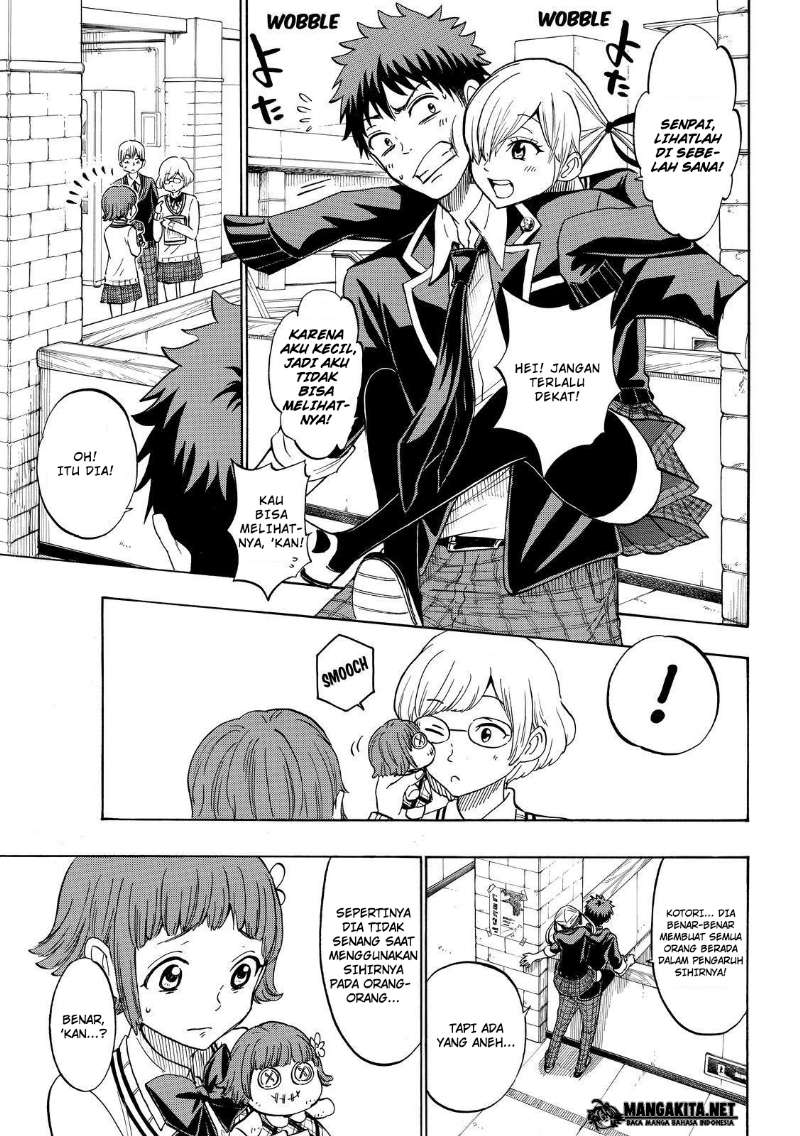 WOBBLE
WOBBLE
よた
よた
SENPAI,
LIHATLAH
DI SEBE-
LAH SANA!
KARENA
AKU KECIL,
JADI AKU
TIDAK
BISA
MELIHAT-
NYA!
HEI! JANGAN
TERLALU
DEKAT!
OH!
ITU DIA!
KAU
BISA
MELIHAT-
NYA, 'KAN!
!
SMOOCH
KOTORI... DIA
BENAR-BENAR
MEMBUAT SEMUA
ORANG BERADA
DALAM PENGARUH
SIHIRNYA!
TAPI ADA
YANG ANEH...
SEPERTINYA
DIA TIDAK
SENANG SAAT
MENGGUNAKAN
SIHIRNYA
PADA ORANG-
ORANG...
BENAR,
'KAN...?
MANGAKITA.NET
BACA MANGA BAHASA INDONESIA